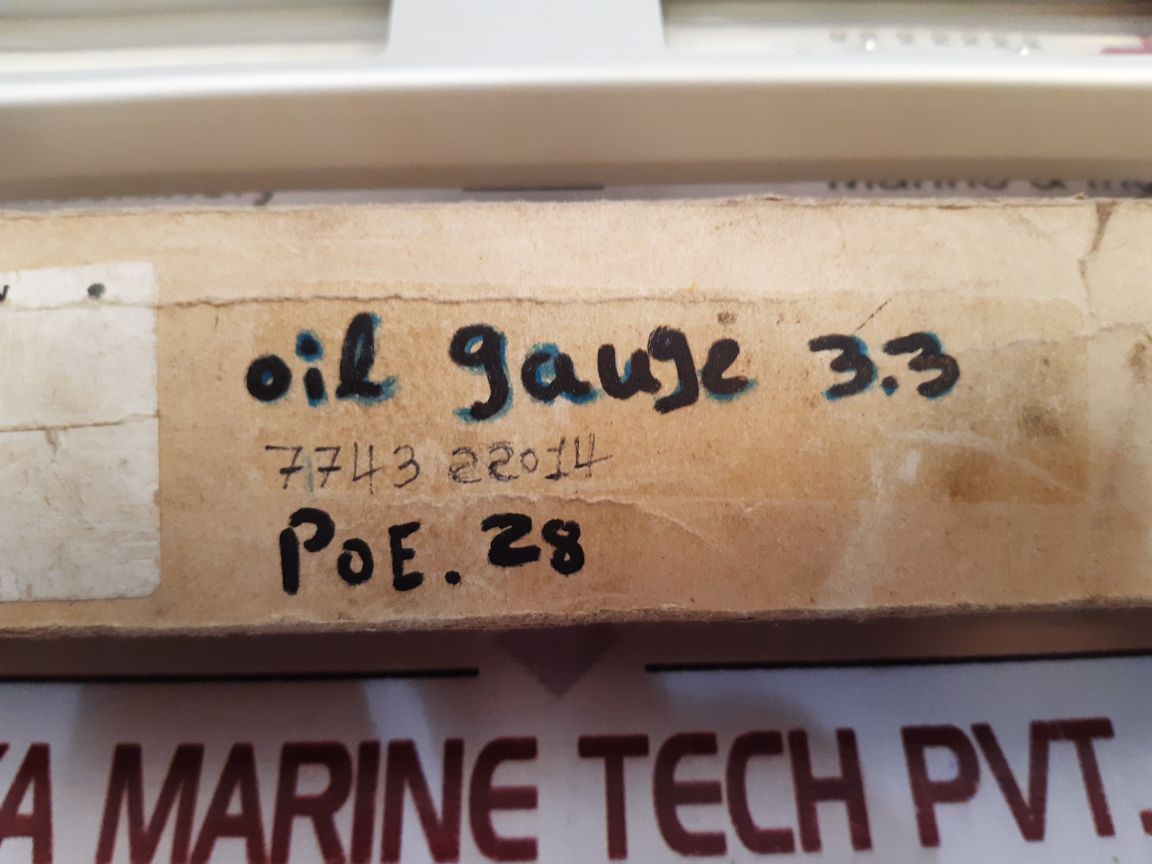 oil gauge 3.3
7743 22014
POE. 28
MARINE TECH PVT.